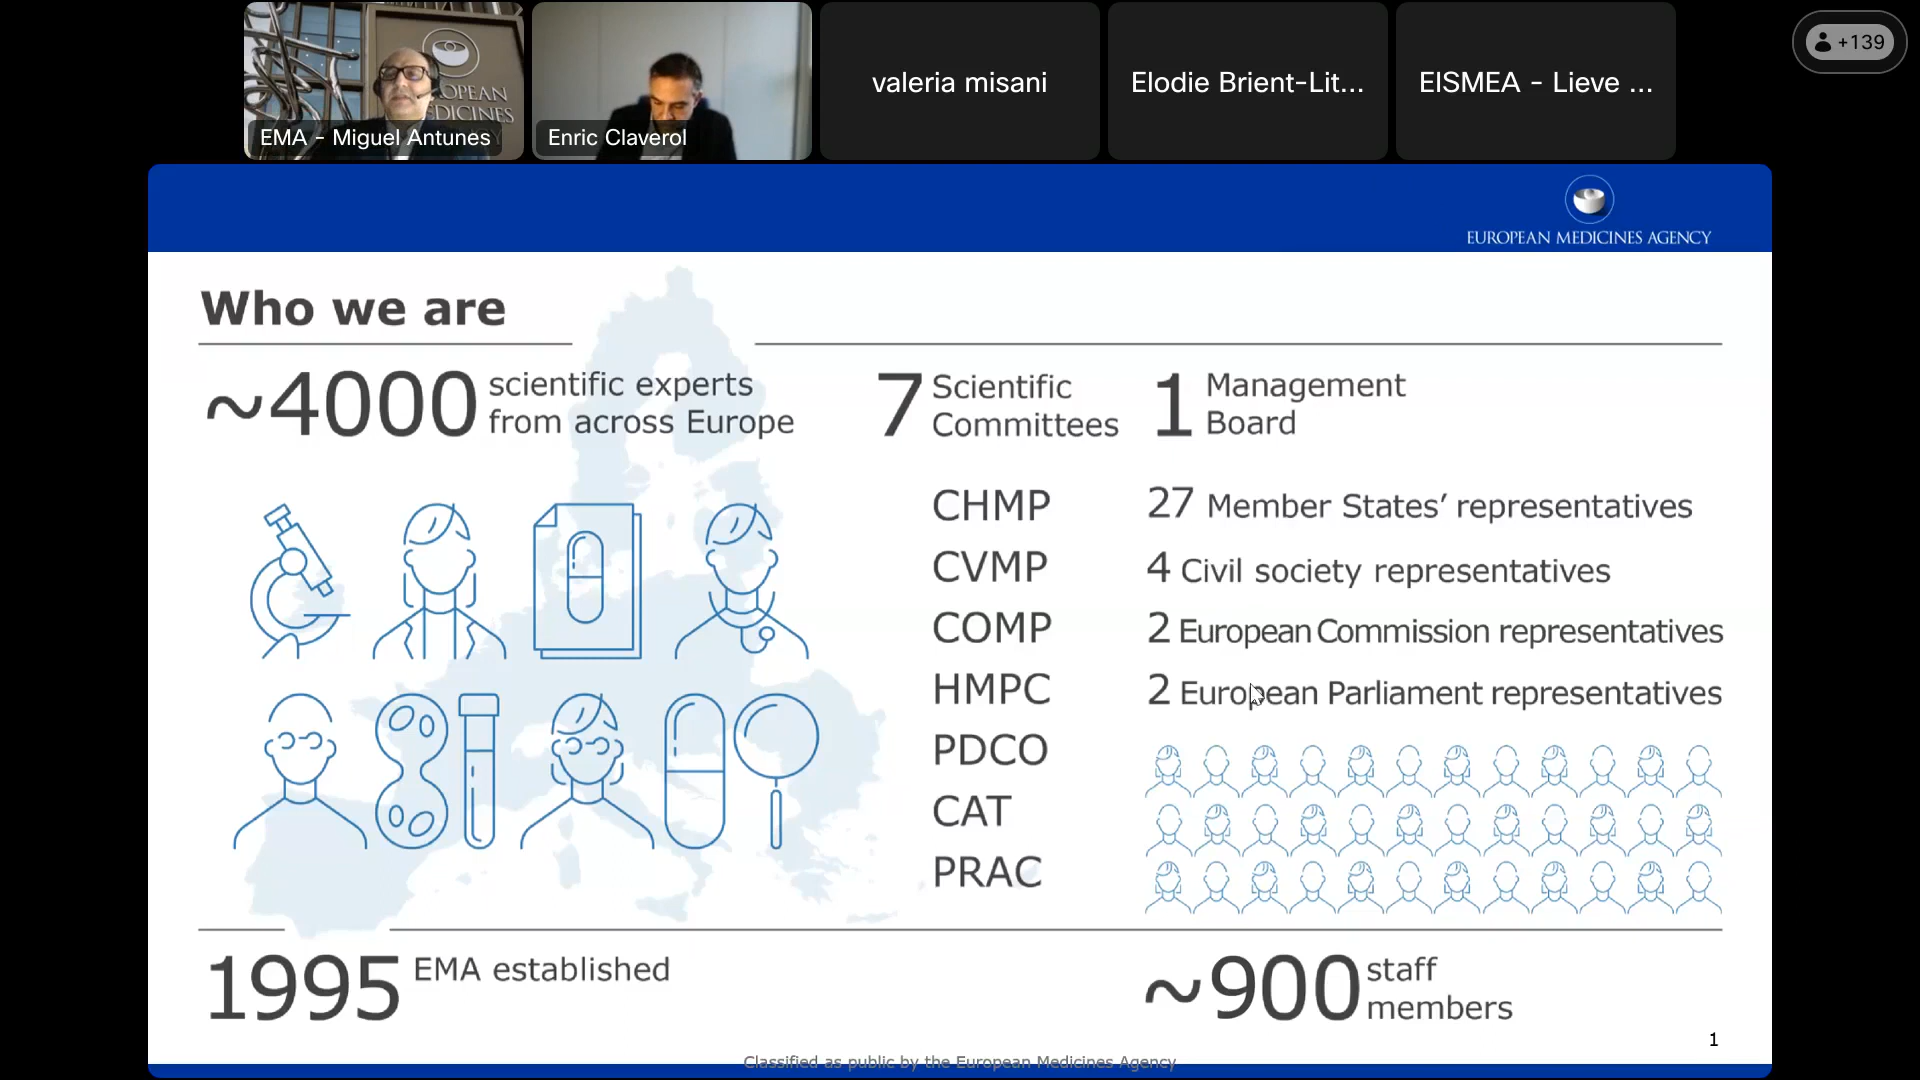 EMA - Miguel Antunes
Enric Claverol
valeria misani
Elodie Brient-Lit...
EISMEA - Lieve ...
+139
EUROPEAN MEDICINES AGENCY
Who we are
~4000 scientific experts
from across Europe
7 Scientific
Committees
1 Management
Board
CHMP
CVMP
COMP
HMPC
PDCO
CAT
PRAC
27 Member States’ representatives
4 Civil society representatives
2 European Commission representatives
2 European Parliament representatives
1995 EMA established
~900 staff
members
1
Classified as public by the European Medicines Agency